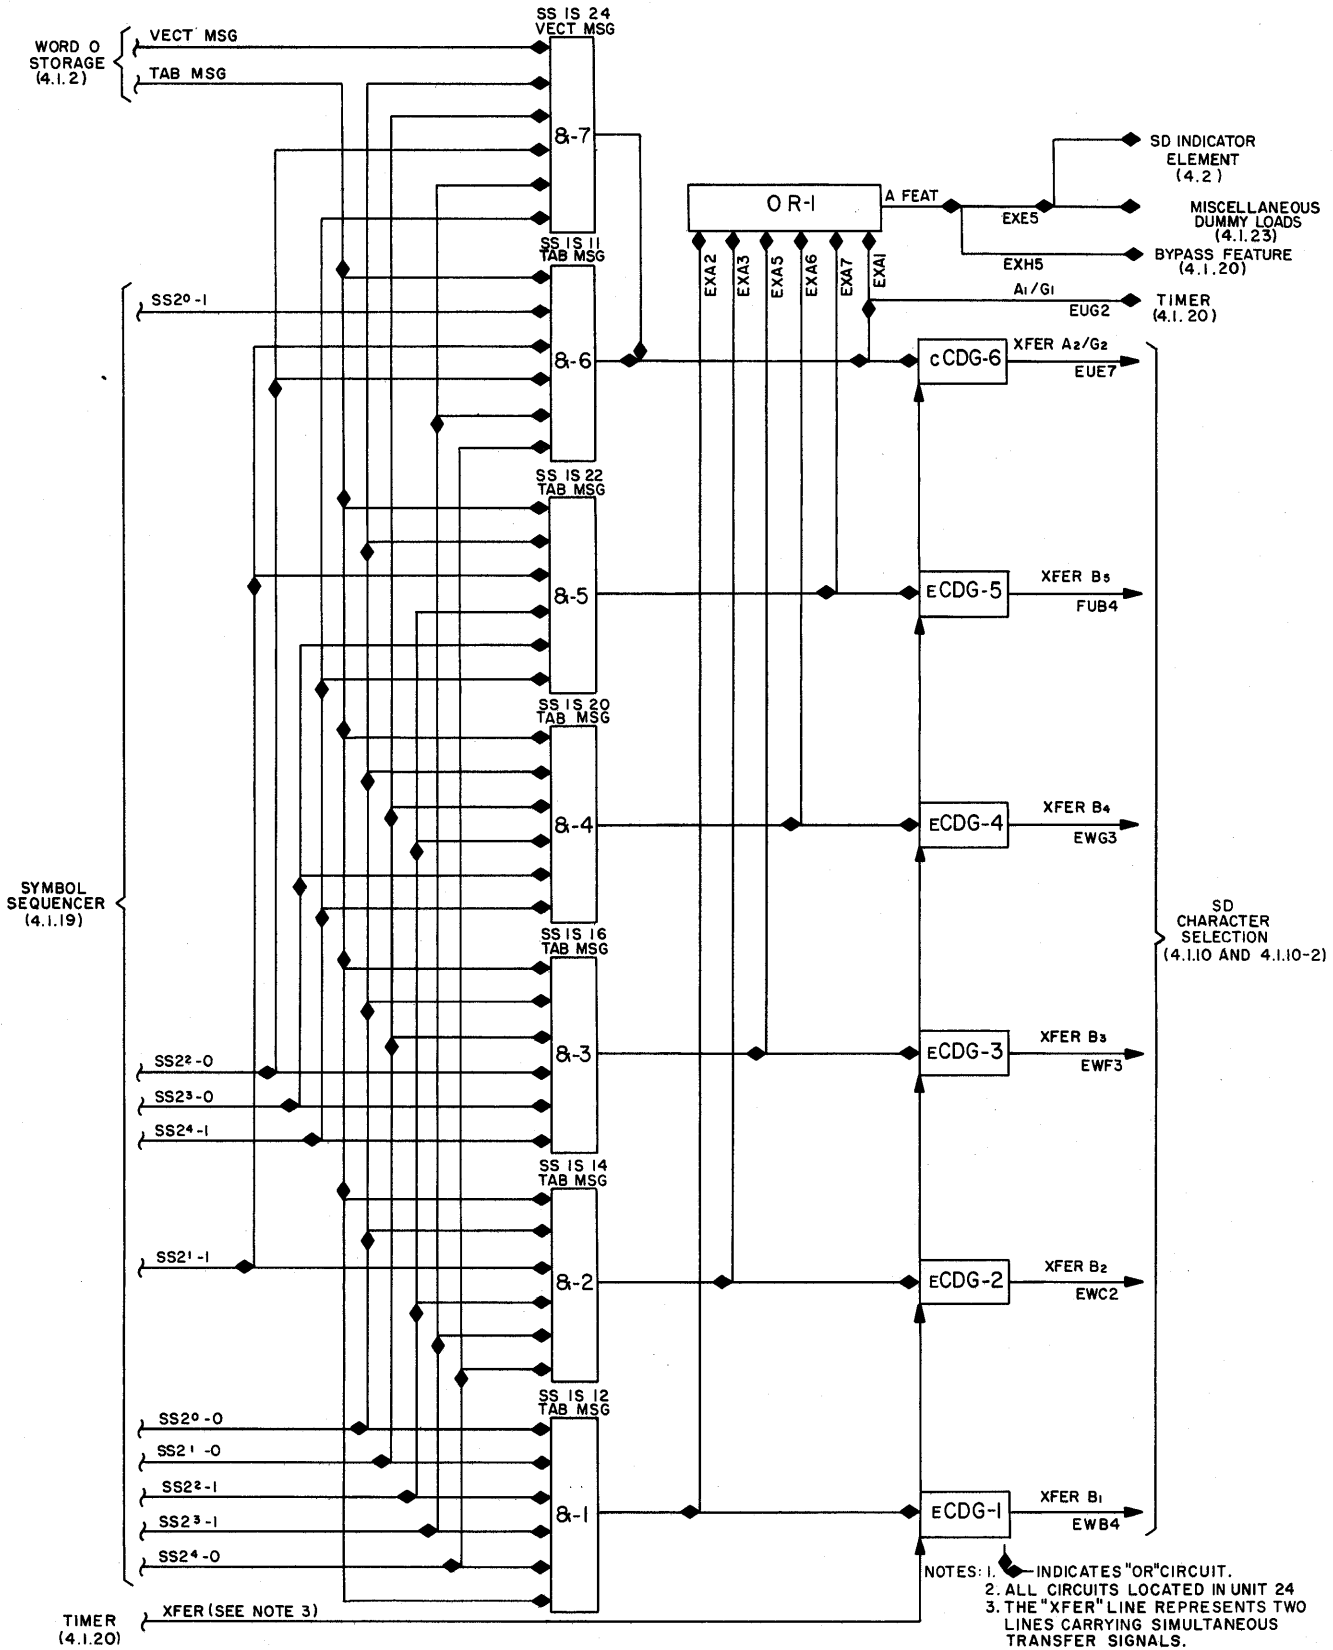 SS IS 24
VECT MSG
WORD 0
STORAGE
(4.1.2)
VECT MSG
TAB MSG
&-7
SD INDICATOR
ELEMENT
(4.2)
OR-1
A FEAT
EXE5
MISCELLANEOUS
DUMMY LOADS
(4.1.23)
EXH5
BYPASS FEATURE
(4.1.20)
EXA2
EXA3
EXA5
EXA6
EXA7
EXA1
A1/G1
EUG2
TIMER
(4.1.20)
SS IS 11
TAB MSG
SS2⁰-1
&-6
cCDG-6
XFER A2/G2
EUE7
SS IS 22
TAB MSG
&-5
ECDG-5
XFER B5
FUB4
SS IS 20
TAB MSG
&-4
ECDG-4
XFER B4
EWG3
SYMBOL
SEQUENCER
(4.1.19)
SD
CHARACTER
SELECTION
(4.1.10 AND 4.1.10-2)
SS IS 16
TAB MSG
&-3
ECDG-3
XFER B3
EWF3
SS2²-0
SS2³-0
SS2⁴-1
SS IS 14
TAB MSG
SS2¹-1
&-2
ECDG-2
XFER B2
EWC2
SS IS 12
TAB MSG
SS2⁰-0
SS2¹-0
SS2²-1
SS2³-1
SS2⁴-0
&-1
ECDG-1
XFER B1
EWB4
TIMER
(4.1.20)
XFER (SEE NOTE 3)
NOTES: 1. INDICATES "OR" CIRCUIT.
2. ALL CIRCUITS LOCATED IN UNIT 24
3. THE "XFER" LINE REPRESENTS TWO
LINES CARRYING SIMULTANEOUS
TRANSFER SIGNALS.